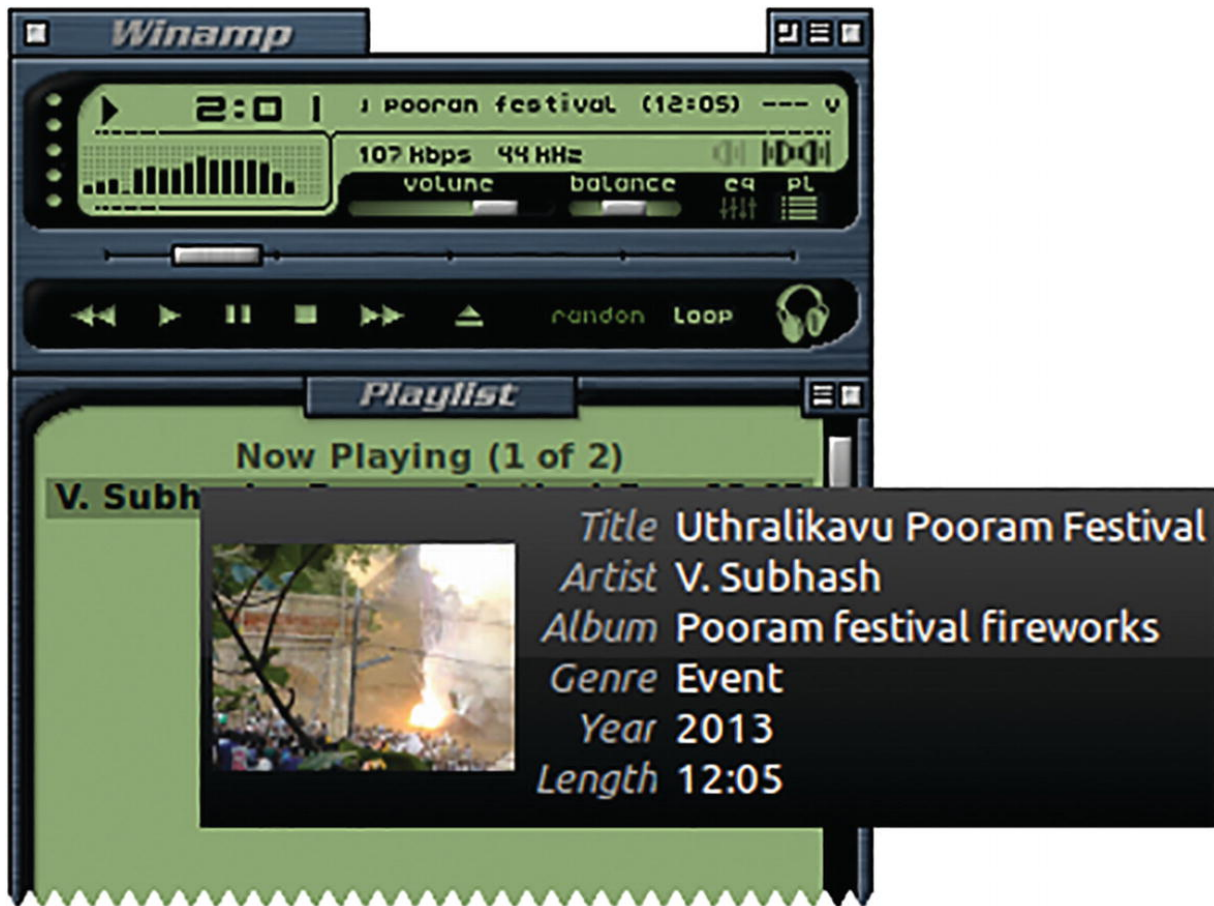 Winamp
2:01 ı pooran festival (12:05) --- v
107 kbps 44 kHz
volune balance eq pl
randon Loop
Playlist
Now Playing (1 of 2)
V. Subh
Title Uthralikavu Pooram Festival
Artist V. Subhash
Album Pooram festival fireworks
Genre Event
Year 2013
Length 12:05